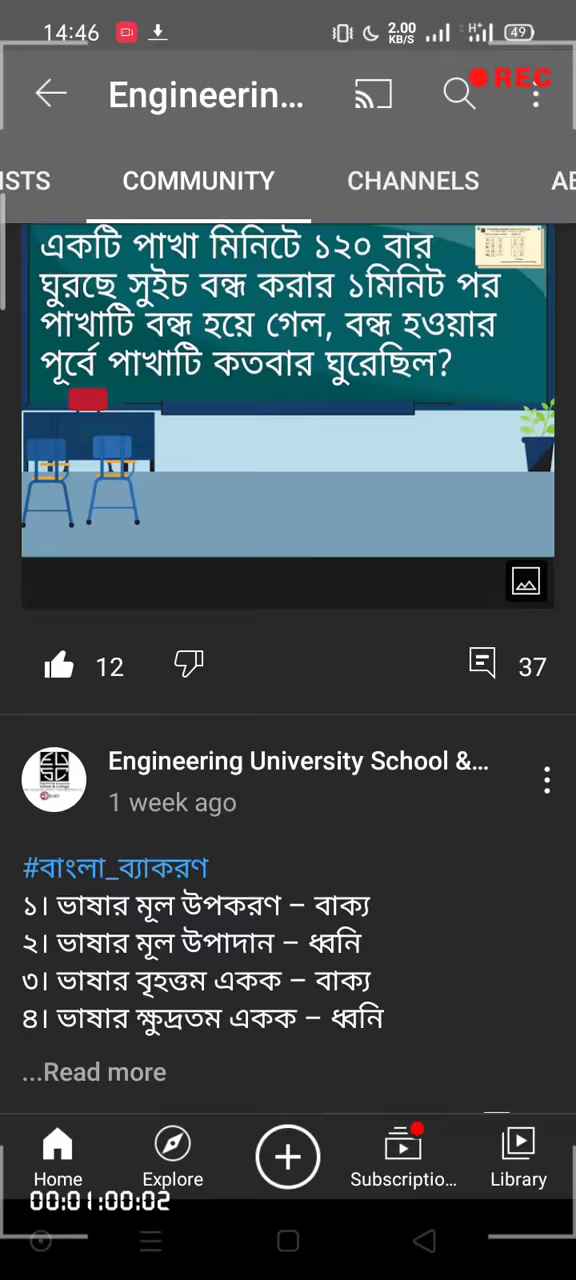 14:46
2.00
KB/S
H+
49
Engineerin...
REC
ISTS
COMMUNITY
CHANNELS
AB
একটি পাখা মিনিটে ১২০ বার
ঘুরছে সুইচ বন্ধ করার ১মিনিট পর
পাখাটি বন্ধ হয়ে গেল, বন্ধ হওয়ার
পূর্বে পাখাটি কতবার ঘুরেছিল?
12
37
Engineering University School &...
1 week ago
#বাংলা_ব্যাকরণ
১। ভাষার মূল উপকরণ – বাক্য
২। ভাষার মূল উপাদান – ধ্বনি
৩। ভাষার বৃহত্তম একক – বাক্য
৪। ভাষার ক্ষুদ্রতম একক – ধ্বনি
...Read more
Home
Explore
Subscriptio...
Library
00:01:00:02